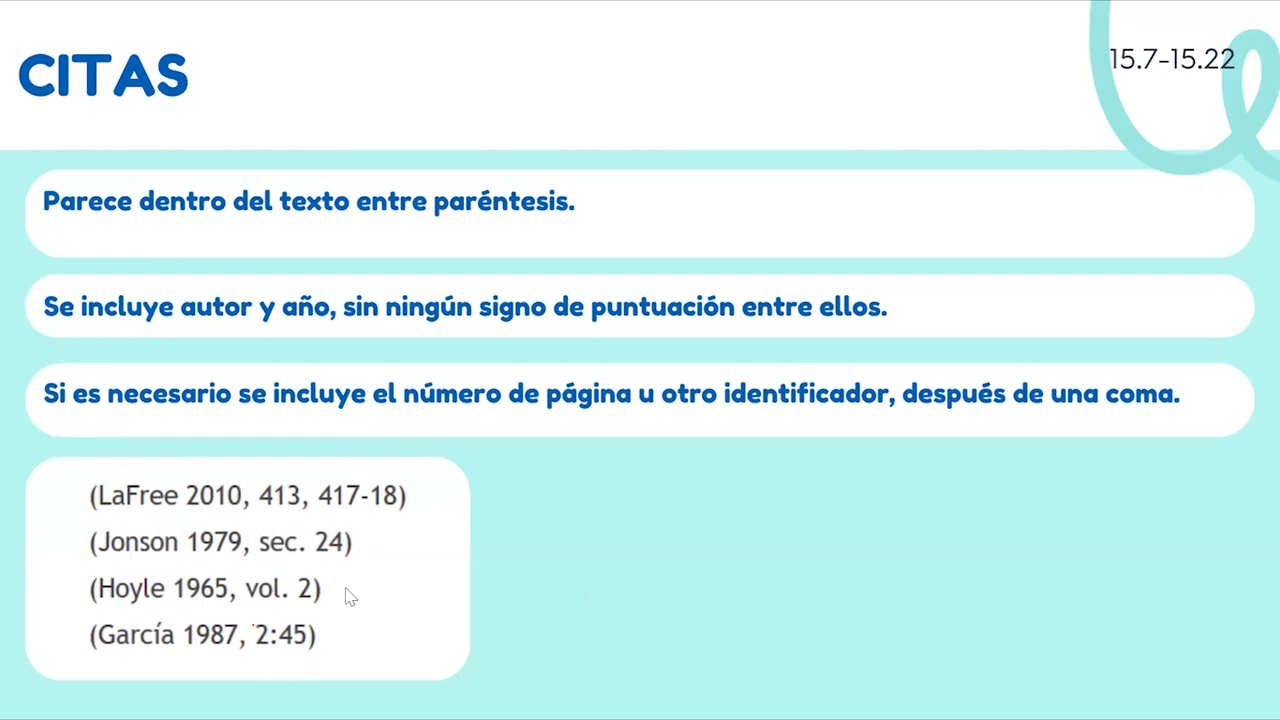 CITAS
15.7-15.22
Parece dentro del texto entre paréntesis.
Se incluye autor y año, sin ningún signo de puntuación entre ellos.
Si es necesario se incluye el número de página u otro identificador, después de una coma.
(LaFree 2010, 413, 417-18)
(Jonson 1979, sec. 24)
(Hoyle 1965, vol. 2)
(García 1987, 2:45)